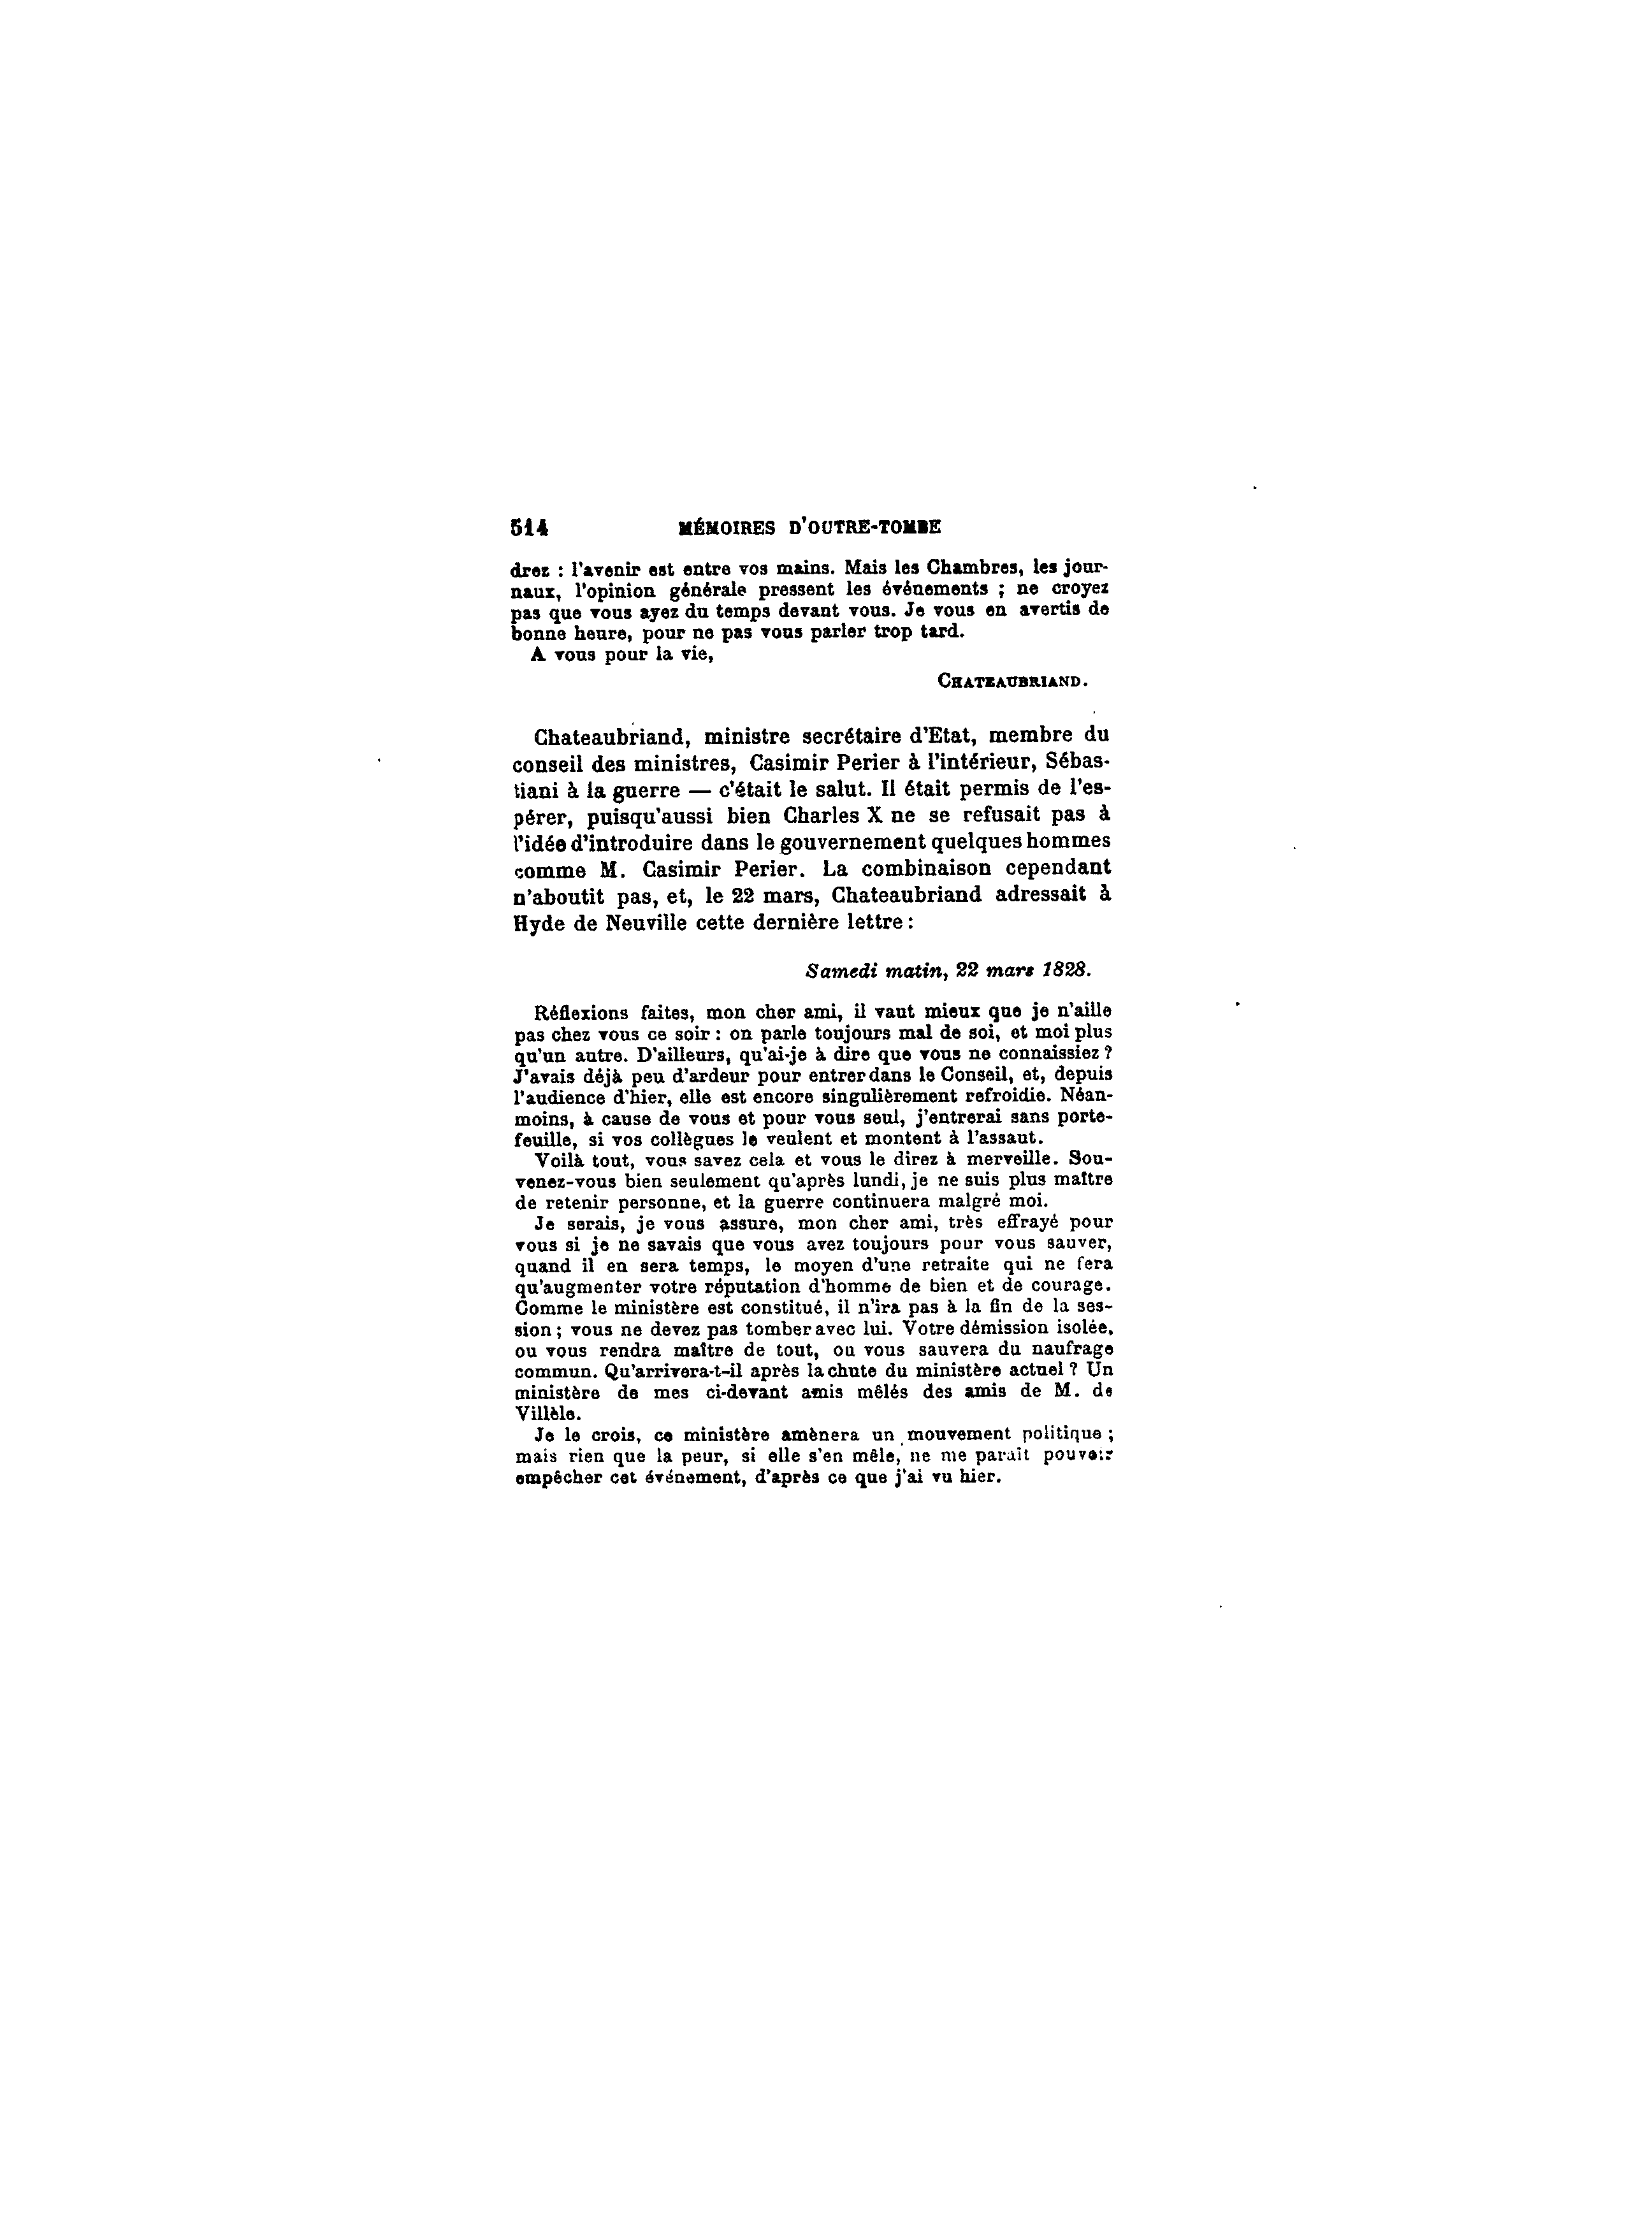 514 MÉMOIRES D'OUTRE-TOMBE
drez : l'avenir est entre vos mains. Mais les Chambres, les jour-
naux, l'opinion générale pressent les événements ; ne croyez
pas que vous ayez du temps devant vous. Je vous en avertis de
bonne heure, pour ne pas vous parler trop tard.
A vous pour la vie,
CHATEAUBRIAND.
Chateaubriand, ministre secrétaire d'Etat, membre du
conseil des ministres, Casimir Perier à l'intérieur, Sébas-
tiani à la guerre — c'était le salut. Il était permis de l'es-
pérer, puisqu'aussi bien Charles X ne se refusait pas à
l'idée d'introduire dans le gouvernement quelques hommes
comme M. Casimir Perier. La combinaison cependant
n'aboutit pas, et, le 22 mars, Chateaubriand adressait à
Hyde de Neuville cette dernière lettre :
Samedi matin, 22 mars 1828.
Réflexions faites, mon cher ami, il vaut mieux que je n'aille
pas chez vous ce soir : on parle toujours mal de soi, et moi plus
qu'un autre. D'ailleurs, qu'ai-je à dire que vous ne connaissiez ?
J'avais déjà peu d'ardeur pour entrer dans le Conseil, et, depuis
l'audience d'hier, elle est encore singulièrement refroidie. Néan-
moins, à cause de vous et pour vous seul, j'entrerai sans porte-
feuille, si vos collègues le veulent et montent à l'assaut.
Voilà tout, vous savez cela et vous le direz à merveille. Sou-
venez-vous bien seulement qu'après lundi, je ne suis plus maître
de retenir personne, et la guerre continuera malgré moi.
Je serais, je vous assure, mon cher ami, très effrayé pour
vous si je ne savais que vous avez toujours pour vous sauver,
quand il en sera temps, le moyen d'une retraite qui ne fera
qu'augmenter votre réputation d'homme de bien et de courage.
Comme le ministère est constitué, il n'ira pas à la fin de la ses-
sion ; vous ne devez pas tomber avec lui. Votre démission isolée,
ou vous rendra maître de tout, ou vous sauvera du naufrage
commun. Qu'arrivera-t-il après la chute du ministère actuel ? Un
ministère de mes ci-devant amis mêlés des amis de M. de
Villèle.
Je le crois, ce ministère amènera un mouvement politique ;
mais rien que la peur, si elle s'en mêle, ne me paraît pouvoir
empêcher cet événement, d'après ce que j'ai vu hier.